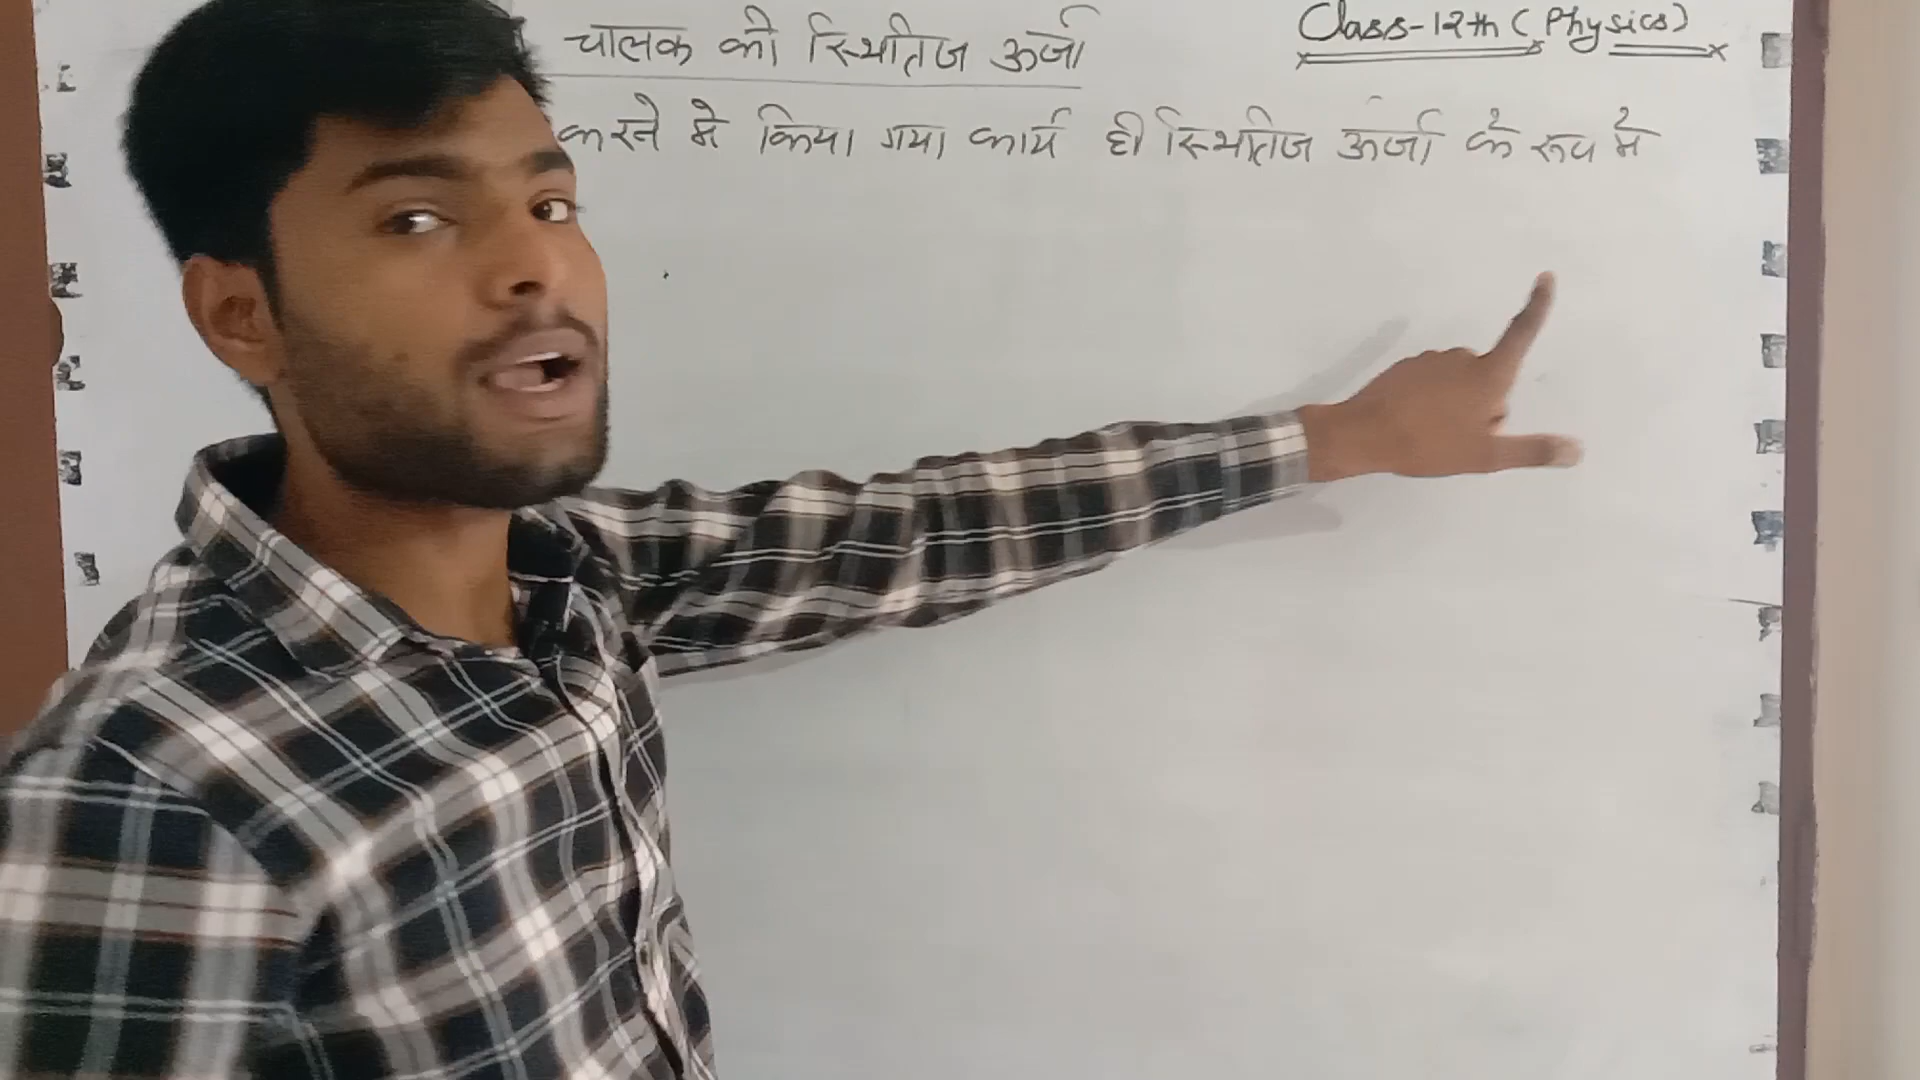 चालक की स्थितिज ऊर्जा
Class-12th (Physics)
करने मे किया गया कार्य ही स्थितिज ऊर्जा के रूप मे